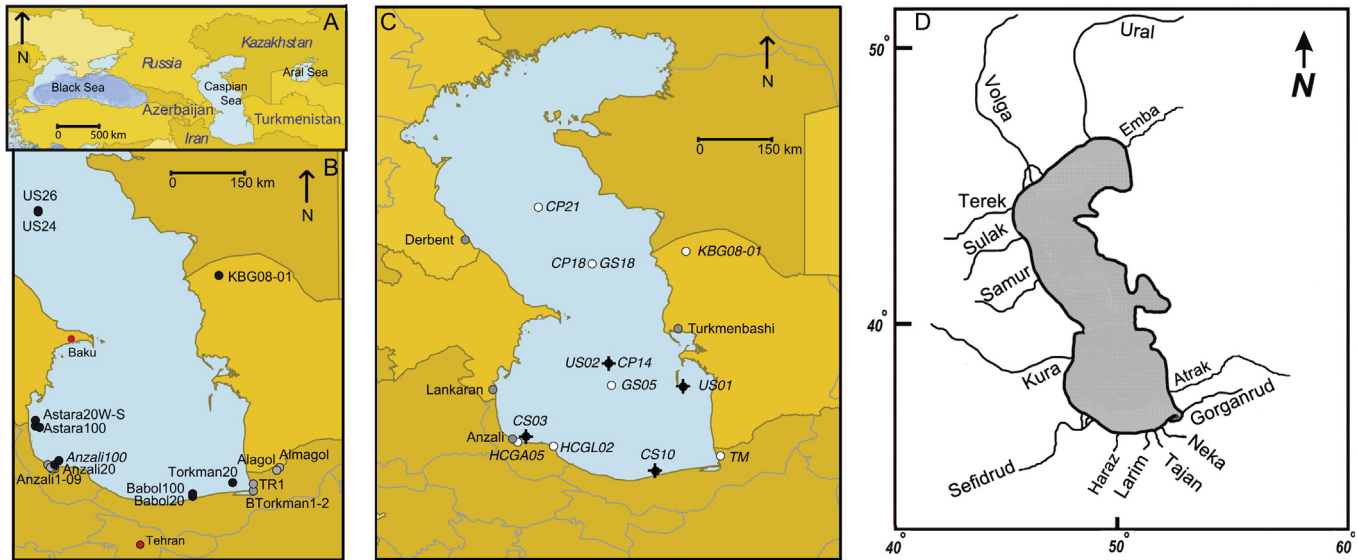 A
N
Kazakhstan
Russia
Aral Sea
Black Sea
Caspian
Sea
Azerbaijan
Turkmenistan
Iran
0 500 km
B
0 150 km
N
US26
US24
KBG08-01
Baku
Astara20W-S
Astara100
Anzali100
Anzali20
Anzali1-09
Almagol
Alagol
Torkman20
TR1
Babol100
Babol20
BTorkman1-2
Tehran
C
N
0 150 km
CP21
Derbent
KBG08-01
CP18 GS18
Turkmenbashi
US02 CP14
GS05
US01
Lankaran
CS03
Anzali
HCGL02
HCGA05
CS10
TM
D
N
50°
Ural
Volga
Emba
Terek
Sulak
Samur
40°
Kura
Atrak
Gorganrud
Neka
Tajan
Larim
Haraz
Sefidrud
40° 50° 60°